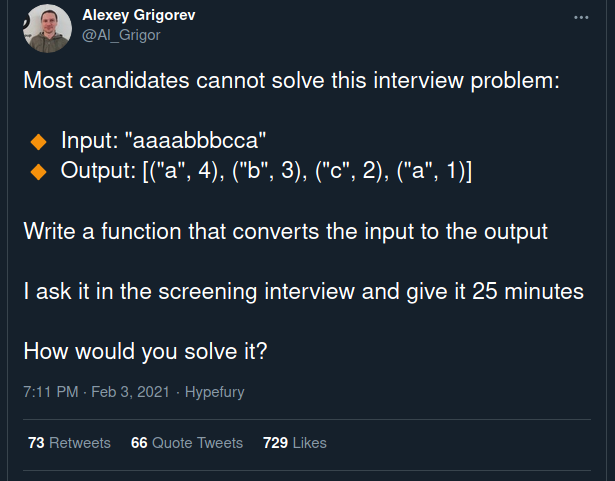 Alexey Grigorev
@Al_Grigor
Most candidates cannot solve this interview problem:
🔸 Input: "aaaabbbcca"
🔸 Output: [("a", 4), ("b", 3), ("c", 2), ("a", 1)]
Write a function that converts the input to the output
I ask it in the screening interview and give it 25 minutes
How would you solve it?
7:11 PM · Feb 3, 2021 · Hypefury
73 Retweets 66 Quote Tweets 729 Likes